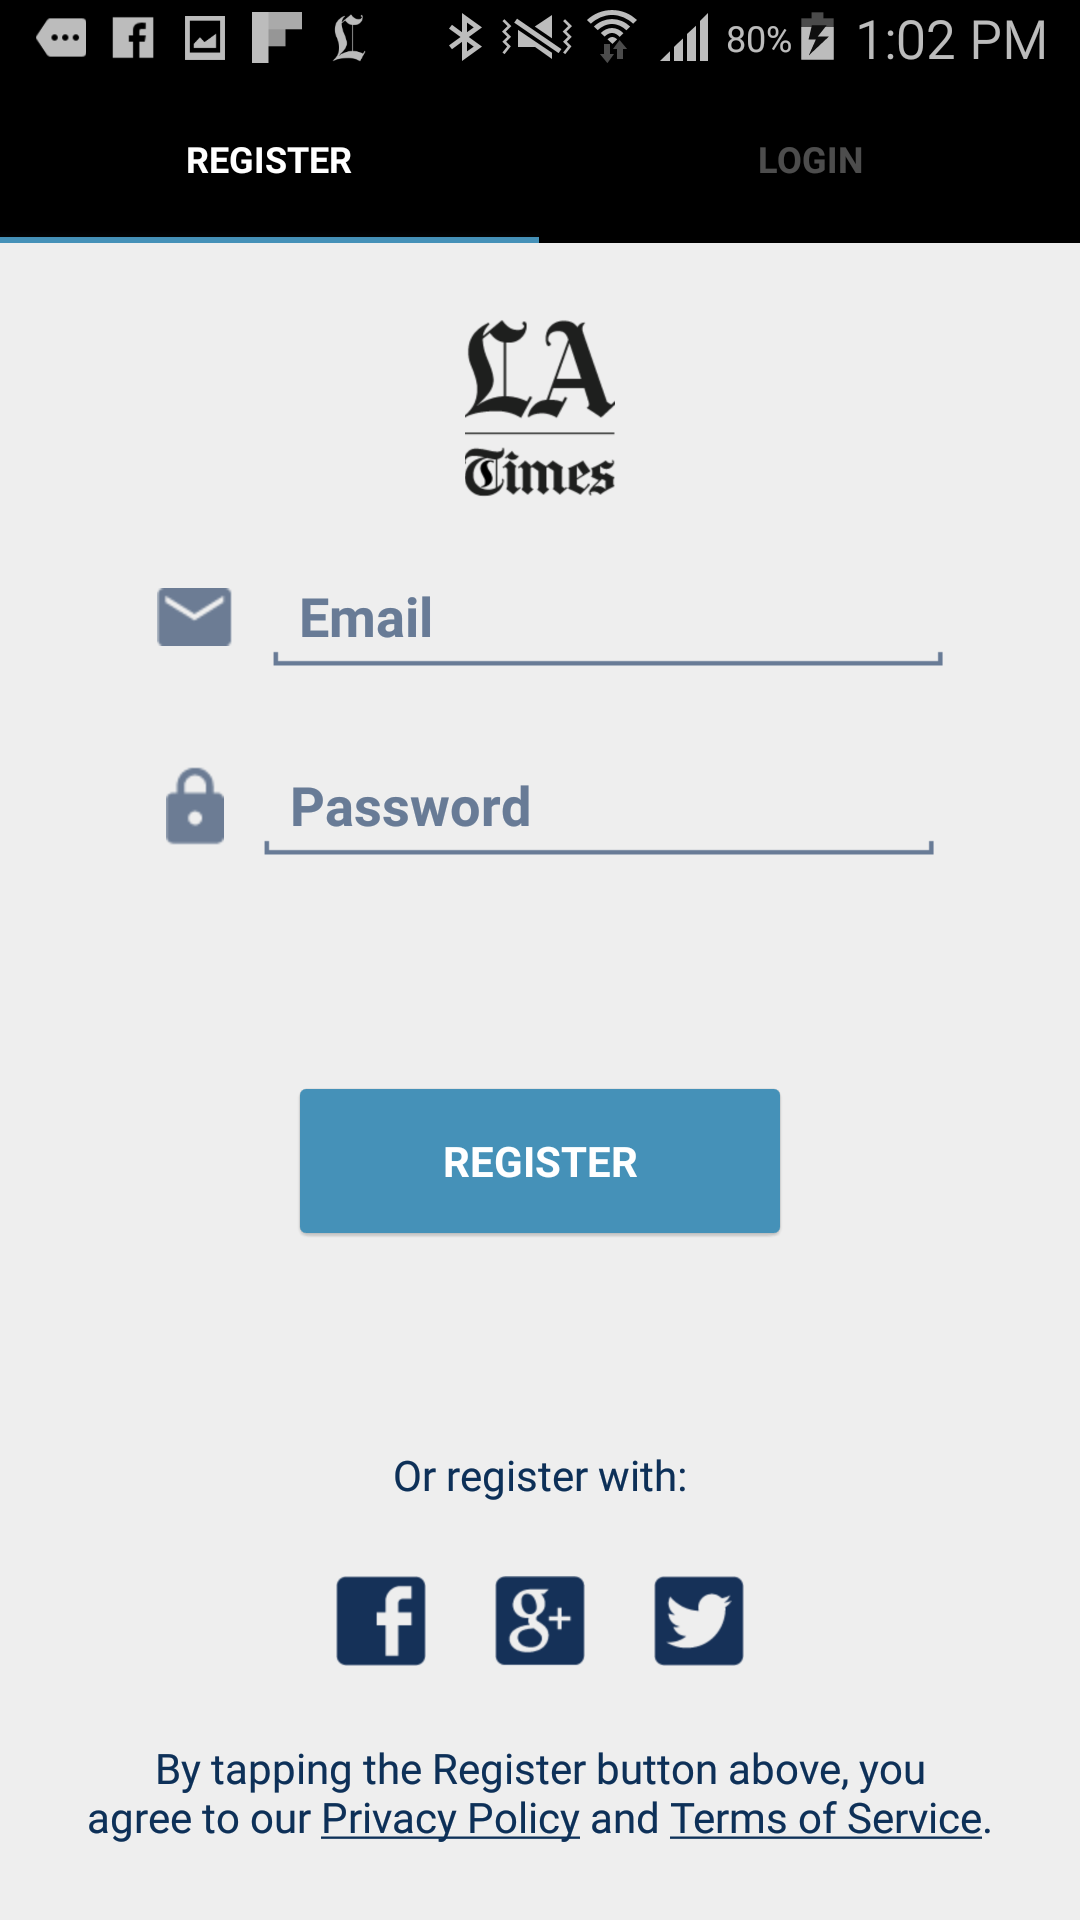 80% 1:02 PM
REGISTER LOGIN
LA
Times
Email
Password
REGISTER
Or register with:
f g+
By tapping the Register button above, you
agree to our Privacy Policy and Terms of Service.